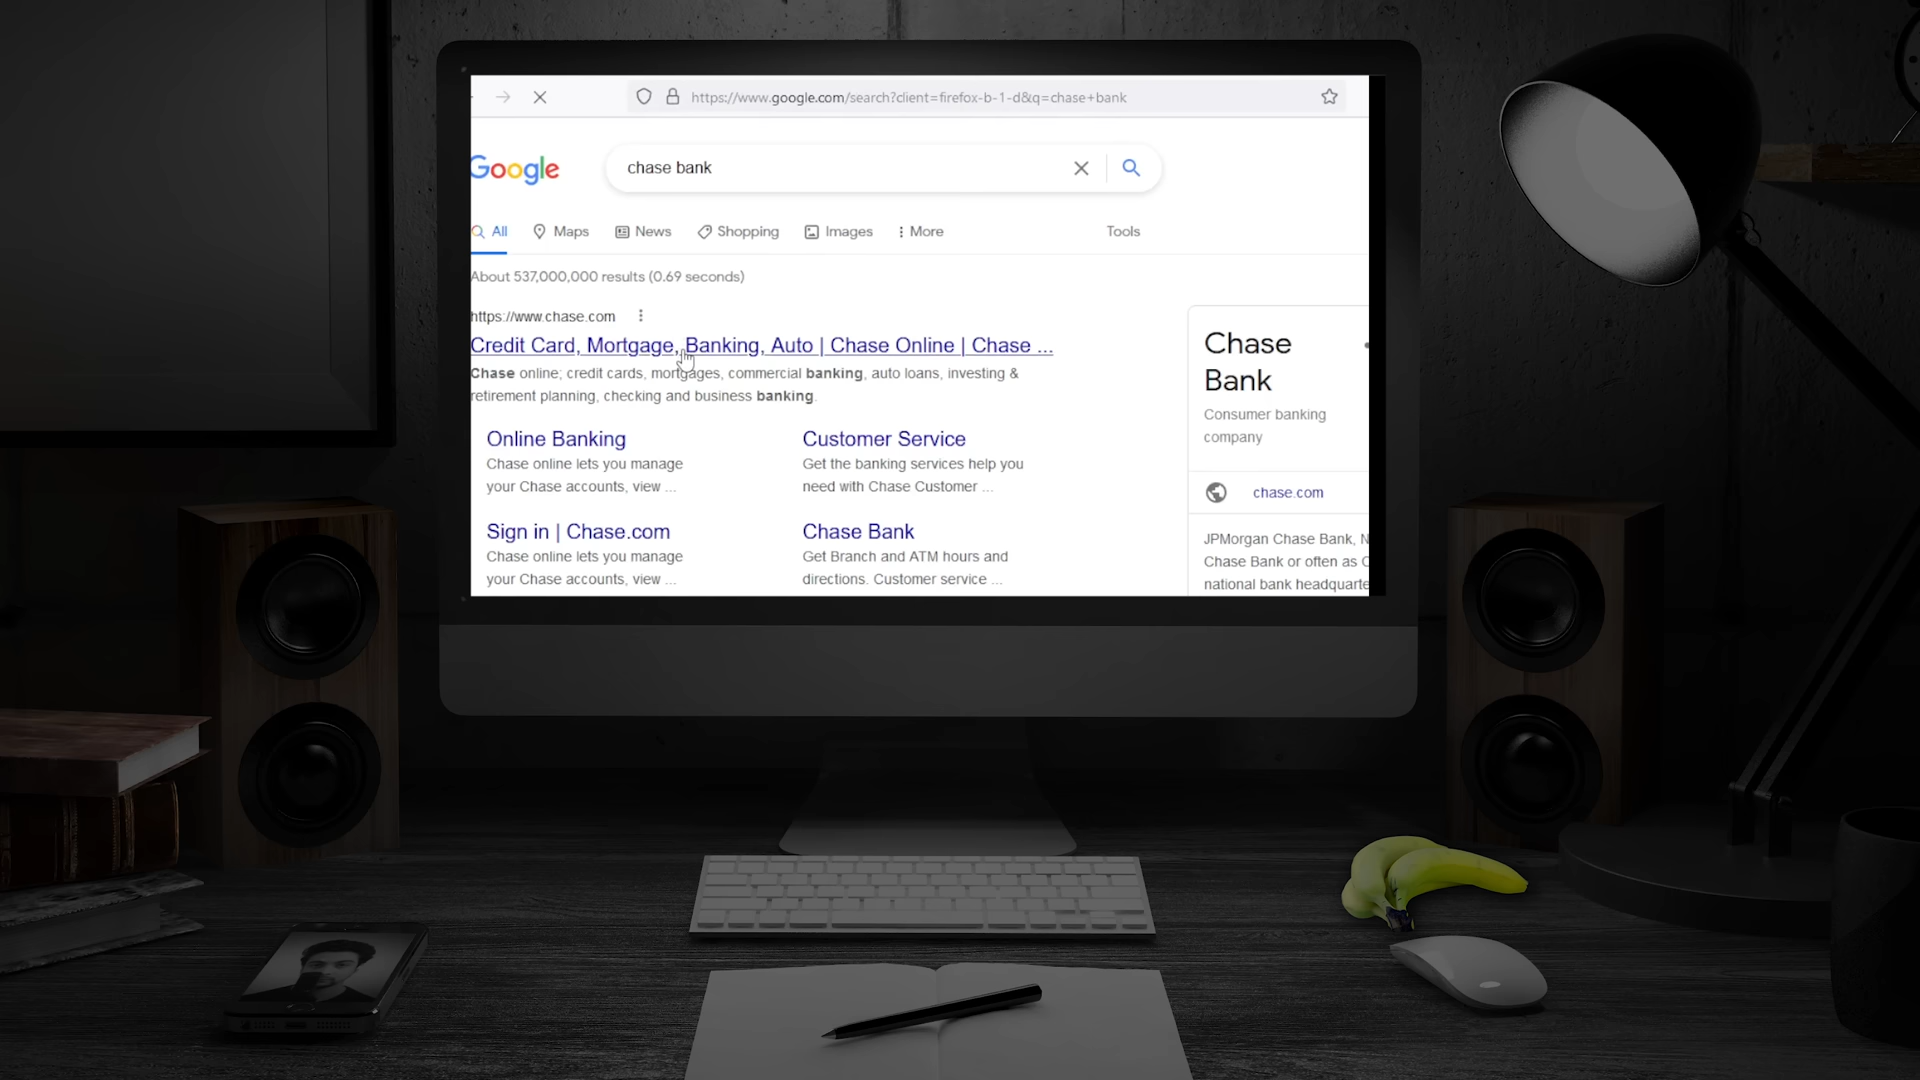 https://www.google.com/search?client=firefox-b-1-d&q=chase+bank
Google
chase bank
All Maps News Shopping Images More Tools
About 537,000,000 results (0.69 seconds)
https://www.chase.com
Credit Card, Mortgage, Banking, Auto | Chase Online | Chase ...
Chase online; credit cards, mortgages, commercial banking, auto loans, investing &
retirement planning, checking and business banking.
Online Banking
Chase online lets you manage
your Chase accounts, view ...
Customer Service
Get the banking services help you
need with Chase Customer ...
Sign in | Chase.com
Chase online lets you manage
your Chase accounts, view ...
Chase Bank
Get Branch and ATM hours and
directions. Customer service ...
Chase
Bank
Consumer banking
company
chase.com
JPMorgan Chase Bank, N
Chase Bank or often as C
national bank headquarte